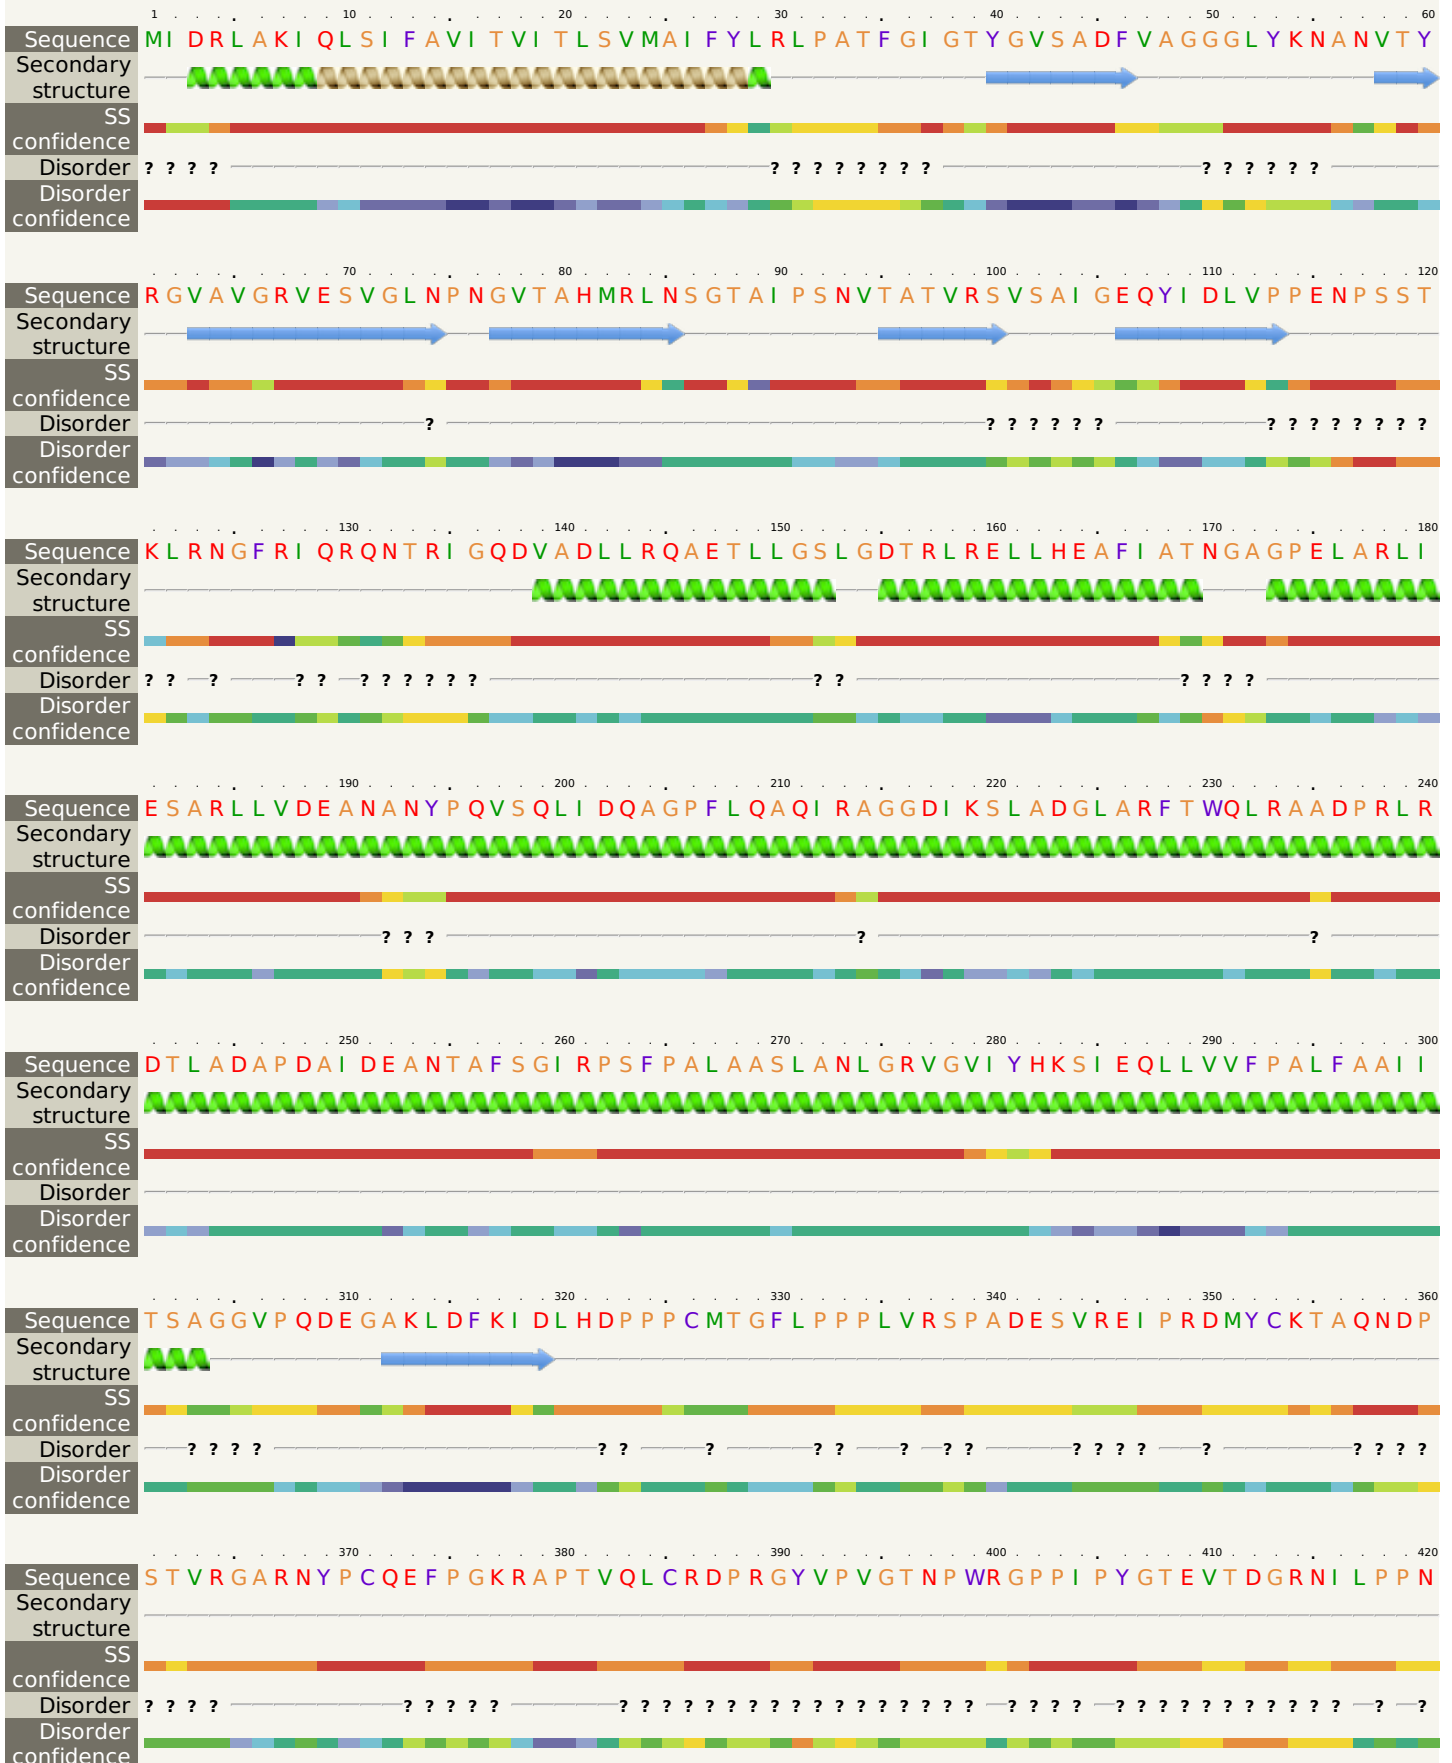 1 10 20 30 40 50 60
Sequence MIDRLAKIQLSIFAVITVITLSVMAIFYLRLPATFGIGTYGVSADFVAGGGLYKNANVTY
Secondary
structure
SS
confidence
Disorder ? ? ? ? ? ? ? ? ? ? ? ? ? ? ? ? ? ?
Disorder
confidence
70 80 90 100 110 120
Sequence RGVAVGRVESVGLNPNGVTAHMRLNSGTAIPSNVTATVRSVSAIGEQYIDLVPPENPSST
Secondary
structure
SS
confidence
Disorder ? ? ? ? ? ? ? ? ? ? ? ? ? ? ?
Disorder
confidence
130 140 150 160 170 180
Sequence KLRNGFRIQRQNTRIGQDVADLLRQAETLLGSLGDTRLRELLHEAFIATNGAGPELARLI
Secondary
structure
SS
confidence
Disorder ? ? ? ? ? ? ? ? ? ? ? ? ? ? ? ? ?
Disorder
confidence
190 200 210 220 230 240
Sequence ESARLLVDEANANYPQVSQLIDQAGPFLQAQIRAGGDIKSLADGLARFTWQLRAADPRLR
Secondary
structure
SS
confidence
Disorder ? ? ? ? ?
Disorder
confidence
250 260 270 280 290 300
Sequence DTLADAPDAIDEANTAFSGIRPSFPALAASLANLGRVGVIYHKSIEQLLVVFPALFAAII
Secondary
structure
SS
confidence
Disorder
Disorder
confidence
310 320 330 340 350 360
Sequence TSAGGVPQDEGAKLDFKIDLHDPPPCMTGFLPPPLVRSPADESVREIPRDMYCKTAQNDP
Secondary
structure
SS
confidence
Disorder ? ? ? ? ? ? ? ? ? ? ? ? ? ? ? ? ? ? ? ? ?
Disorder
confidence
370 380 390 400 410 420
Sequence STVRGARNYPCQEFPGKRAPTVQLCRDPRGYVPVGTNPWRGPPIPYGTEVTDGRNILPPN
Secondary
structure
SS
confidence
Disorder ? ? ? ? ? ? ? ? ? ? ? ? ? ? ? ? ? ? ? ? ? ? ? ? ? ? ? ? ? ? ? ? ? ? ? ? ? ? ? ? ? ? ?
Disorder
confidence